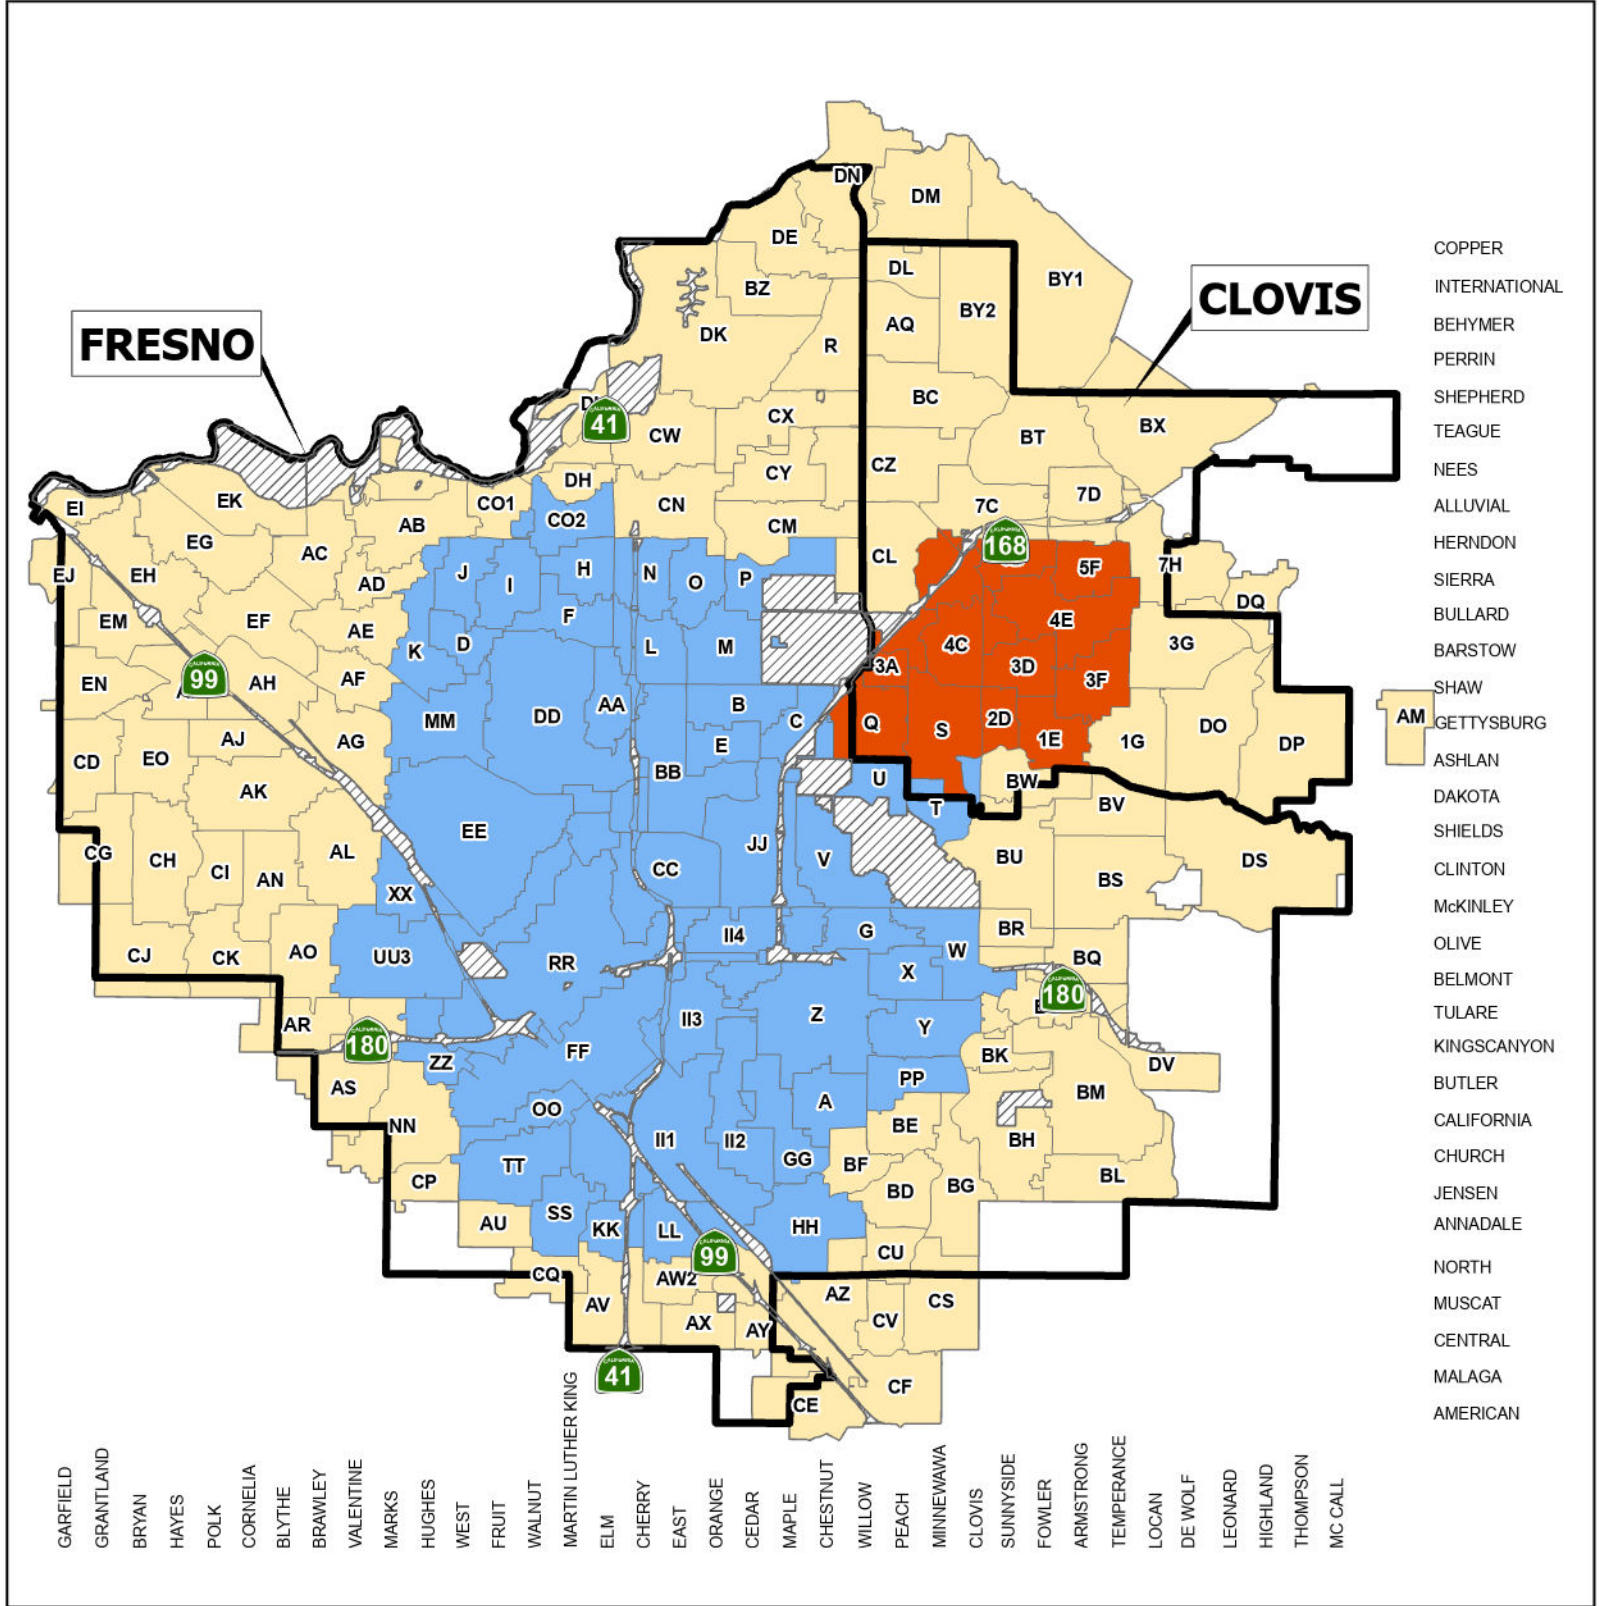 DN
DM
DE
COPPER
DL
BY1
BZ
INTERNATIONAL
CLOVIS
BY2
AQ
BEHYMER
DK
R
FRESNO
PERRIN
BC
SHEPHERD
CALIFORNIA
41
CX
BX
TEAGUE
CW
BT
CZ
NEES
CY
DH
7D
EK
CO1
CN
7C
ALLUVIAL
EI
CO2
AB
CM
EG
CALIFORNIA
168
HERNDON
AC
CL
7H
EJ
EH
AD
J
I
H
N
O
P
5F
SIERRA
DQ
EM
EF
F
4E
BULLARD
AE
K
D
L
M
4C
3G
BARSTOW
3A
3D
99
AH
AF
3F
EN
SHAW
AA
B
AM
MM
DD
C
Q
2D
DO
GETTYSBURG
AJ
AG
E
S
1E
1G
DP
CD
EO
BB
ASHLAN
U
BW
AK
DAKOTA
T
BV
EE
SHIELDS
CG
CH
AL
JJ
V
BU
DS
CLINTON
CI
AN
CC
BS
XX
McKINLEY
II4
G
BR
OLIVE
CJ
CK
AO
UU3
RR
W
BQ
X
BELMONT
CALIFORNIA
180
AR
II3
Z
Y
TULARE
CALIFORNIA
180
ZZ
FF
BK
DV
KINGSCANYON
AS
PP
BM
BUTLER
OO
A
NN
BE
CALIFORNIA
II1
II2
BH
TT
GG
BF
CHURCH
CP
BD
BG
BL
JENSEN
AU
SS
KK
LL
HH
ANNADALE
99
CU
CQ
AW2
NORTH
AV
AZ
CS
MUSCAT
AX
AY
CV
CENTRAL
CALIFORNIA
41
CF
MALAGA
CE
AMERICAN
GARFIELD
GRANTLAND
BRYAN
HAYES
POLK
CORNELIA
BLYTHE
BRAWLEY
VALENTINE
MARKS
HUGHES
WEST
FRUIT
WALNUT
MARTIN LUTHER KING
ELM
CHERRY
EAST
ORANGE
CEDAR
MAPLE
CHESTNUT
WILLOW
PEACH
MINNEWAWA
CLOVIS
SUNNYSIDE
FOWLER
ARMSTRONG
TEMPERANCE
LOCAN
DE WOLF
LEONARD
HIGHLAND
THOMPSON
MC CALL